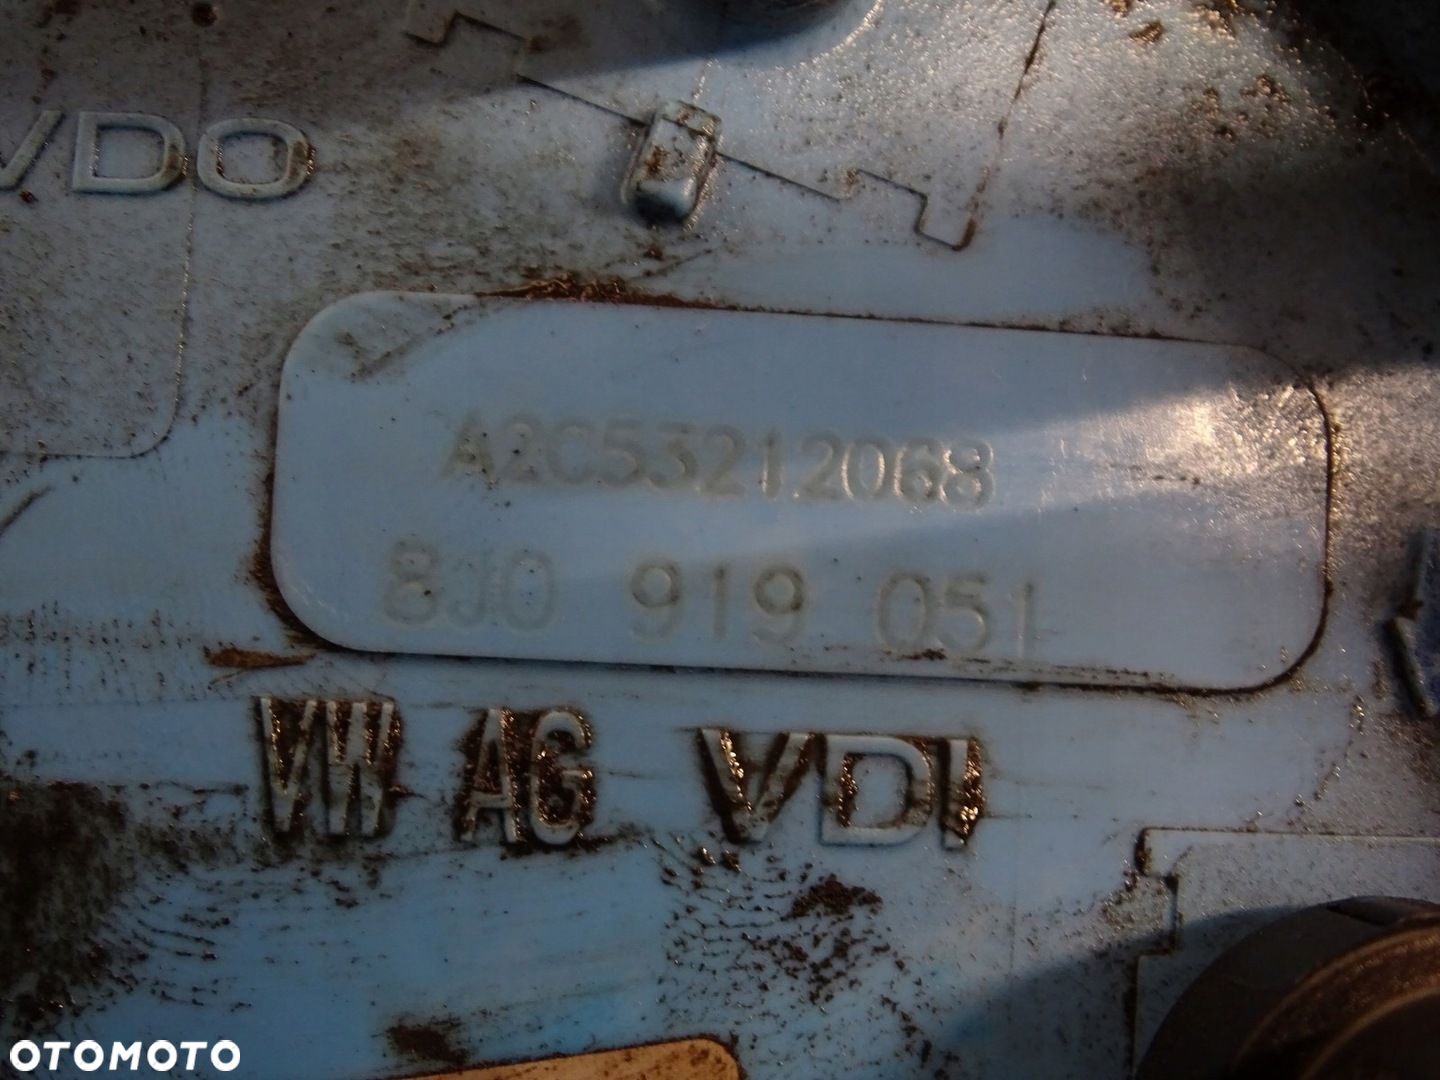 VDO
A2C53212068
8J0 919 051
VW AG VDI
OTOMOTO